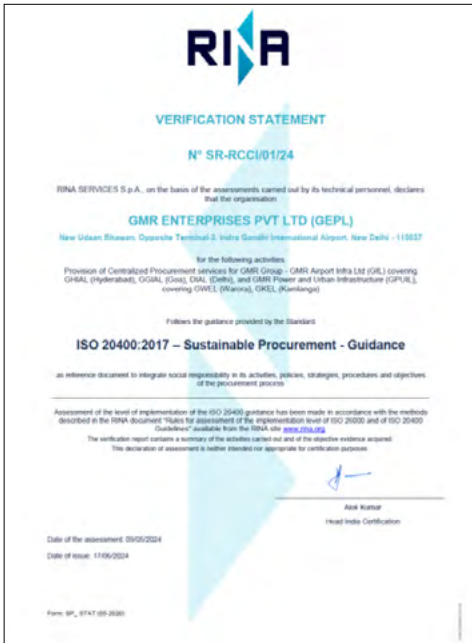 RINA
VERIFICATION STATEMENT
N° SR-RCCI/01/24
RINA SERVICES S.p.A., on the basis of the assessments carried out by its technical personnel, declares
that the organisation
GMR ENTERPRISES PVT LTD (GEPL)
New Udaan Bhawan, Opposite Terminal-3, Indra Gandhi International Airport, New Delhi - 110037
for the following activities
Provision of Centralized Procurement services for GMR Group - GMR Airport Infra Ltd (GIL) covering
GHIAL (Hyderabad), GGIAL (Goa), DIAL (Delhi), and GMR Power and Urban Infrastructure (GPUIL),
covering GWEL (Warora), GKEL (Kamlanga)
Follows the guidance provided by the Standard
ISO 20400:2017 – Sustainable Procurement - Guidance
as reference document to integrate social responsibility in its activities, policies, strategies, procedures and objectives
of the procurement process
Assessment of the level of implementation of the ISO 20400 guidance has been made in accordance with the methods
described in the RINA document "Rules for assessment of the implementation level of ISO 26000 and of ISO 20400
Guidelines" available from the RINA site www.rina.org
The verification report contains a summary of the activities carried out and of the objective evidence acquired
This declaration of assessment is neither intended nor appropriate for certification purposes
Alok Kumar
Head India Certification
Date of the assessment: 09/05/2024
Date of issue: 17/06/2024
Form: SP_ STAT